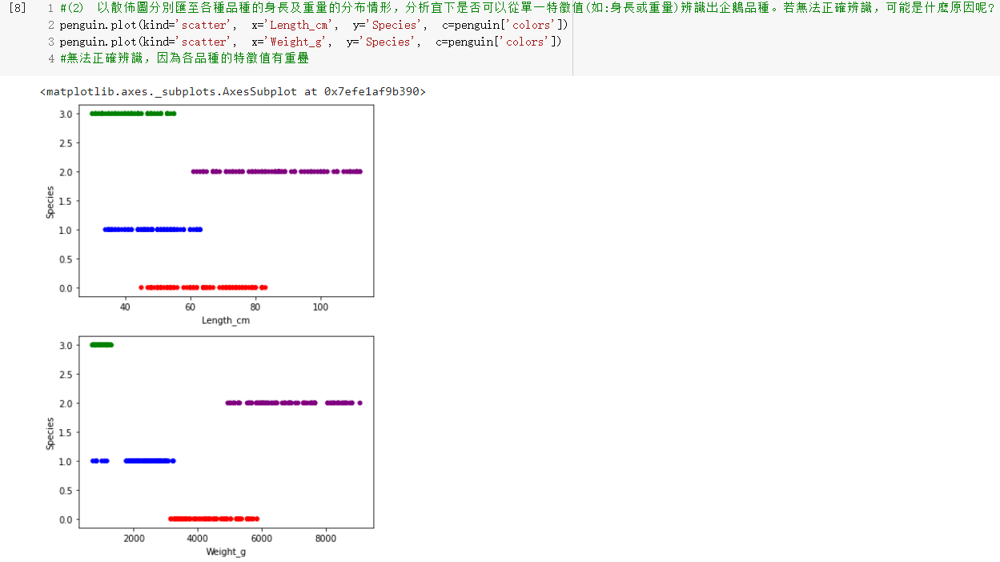 [8] 1 #(2) 以散佈圖分別匯至各種品種的身長及重量的分布情形，分析宜下是否可以從單一特徵值(如:身長或重量)辨識出企鵝品種。若無法正確辨識，可能是什麼原因呢?
2 penguin.plot(kind='scatter', x='Length_cm', y='Species', c=penguin['colors'])
3 penguin.plot(kind='scatter', x='Weight_g', y='Species', c=penguin['colors'])
4 #無法正確辨識，因為各品種的特徵值有重疊
<matplotlib.axes._subplots.AxesSubplot at 0x7efe1af9b390>
3.0
2.5
2.0
1.5
1.0
0.5
0.0
Species
40 60 80 100
Length_cm
3.0
2.5
2.0
1.5
1.0
0.5
0.0
Species
2000 4000 6000 8000
Weight_g